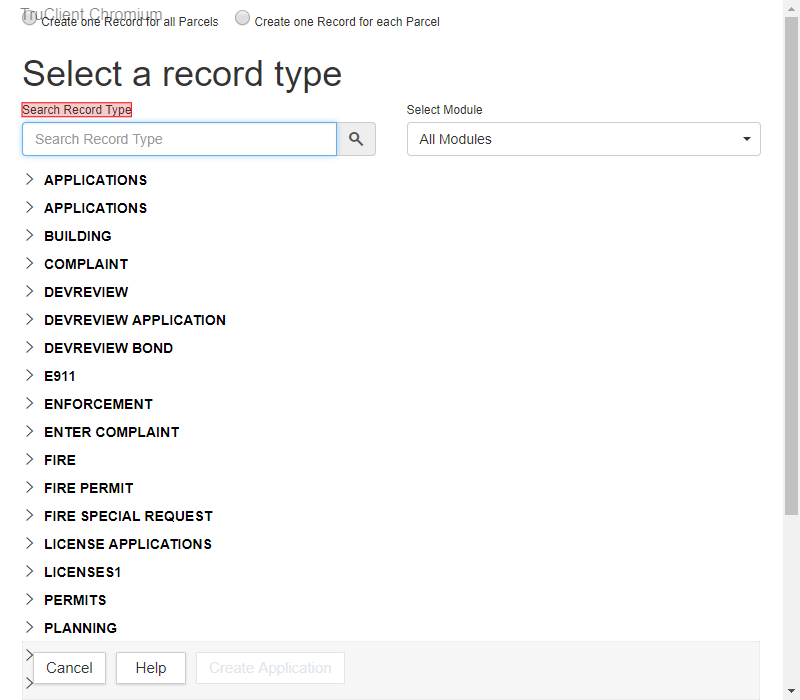 TruClient Chromium
Create one Record for all Parcels Create one Record for each Parcel
Select a record type
Search Record Type Select Module
Search Record Type All Modules
APPLICATIONS
APPLICATIONS
BUILDING
COMPLAINT
DEVREVIEW
DEVREVIEW APPLICATION
DEVREVIEW BOND
E911
ENFORCEMENT
ENTER COMPLAINT
FIRE
FIRE PERMIT
FIRE SPECIAL REQUEST
LICENSE APPLICATIONS
LICENSES1
PERMITS
PLANNING
Cancel Help Create Application